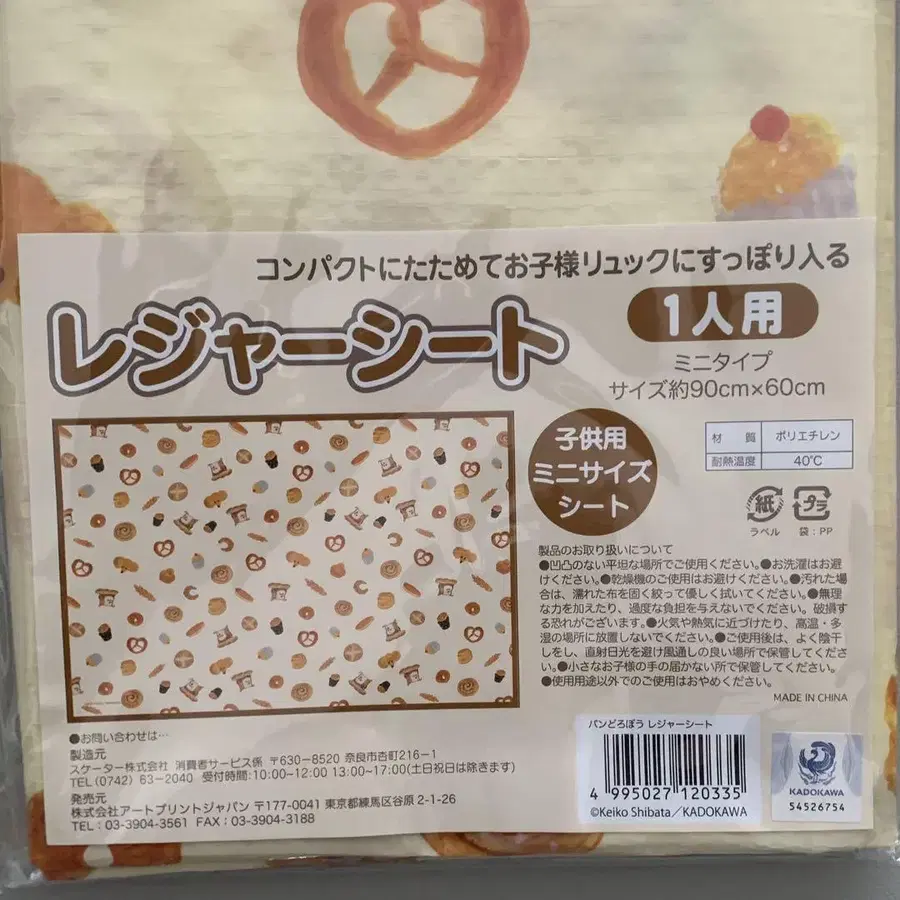 コンパクトにたためてお子様リュックにすっぽり入る
レジャーシート
1人用
ミニタイプ
サイズ約90cm×60cm
子供用
ミニサイズ
シート
材 質 ポリエチレン
耐熱温度 40℃
紙 プラ
ラベル 袋:PP
製品のお取り扱いについて
●凹凸のない平坦な場所でご使用ください。●お洗濯はお避
けください。●乾燥機のご使用はお避けください。●汚れた場
合は、濡れた布を固く絞って優しく拭いてください。●無理
な力を加えたり、過度な負担を与えないでください。破損す
る恐れがございます。●火気や熱気に近づけたり、高温・多
湿の場所に放置しないでください。●ご使用後は、よく陰干
しをし、直射日光を避け風通しの良い場所で保管してくださ
い。●小さなお子様の手の届かない所で保管してください。
●使用用途以外でのご使用はおやめください。
MADE IN CHINA
●お問い合わせは…
製造元
スケーター株式会社 消費者サービス係 〒630-8520 奈良市杏町216-1
TEL (0742) 63-2040 受付時間:10:00~12:00 13:00~17:00(土日祝日は除きます)
発売元
株式会社アートプリントジャパン 〒177-0041 東京都練馬区谷原 2-1-26
TEL:03-3904-3561 FAX:03-3904-3188
パンどろぼう レジャーシート
4 995027 120335
©Keiko Shibata/KADOKAWA
KADOKAWA
54526754